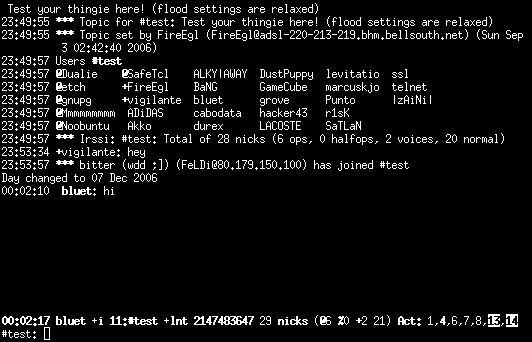 Test your thingie here! (flood settings are relaxed)
23:49:55 *** Topic for #test: Test your thingie here! (flood settings are relaxed)
23:49:55 *** Topic set by FireEgl (FireEgl@adsl-220-213-219.bhm.bellsouth.net) (Sun Sep
3 02:42:40 2006)
23:49:57 Users #test
23:49:57 @Dualie @SafeTcl ALKY|AWAY DustPuppy levitatio ssl
23:49:57 @etch +FireEgl BaNG GameCube marcuskjo telnet
23:49:57 @gnupg +vigilante bluet grove Punto |zAiNi|
23:49:57 @Mmmmmmmmm ADiDAS cabodata hacker43 r1sK
23:49:57 @Noobuntu Akko durex LACOSTE SaTLaN
23:49:57 *** Irssi: #test: Total of 28 nicks (6 ops, 0 halfops, 2 voices, 20 normal)
23:53:34 +vigilante: hey
23:53:57 *** bitter (wdd ;]) (FeLDi@80.179.150.100) has joined #test
Day changed to 07 Dec 2006
00:02:10 bluet: hi
00:02:17 bluet +i 11:#test +lnt 2147483647 29 nicks (@6 %0 +2 21) Act: 1,4,6,7,8,13,14
#test: